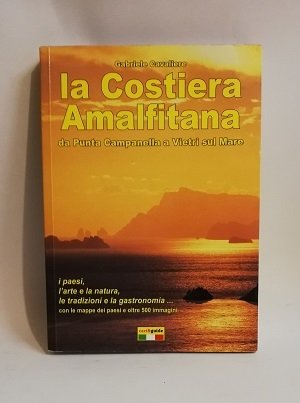 Gabriele Cavaliere
la Costiera
Amalfitana
da Punta Campanella a Vietri sul Mare
i paesi,
l'arte e la natura,
le tradizioni e la gastronomia ...
con le mappe dei paesi e oltre 500 immagini